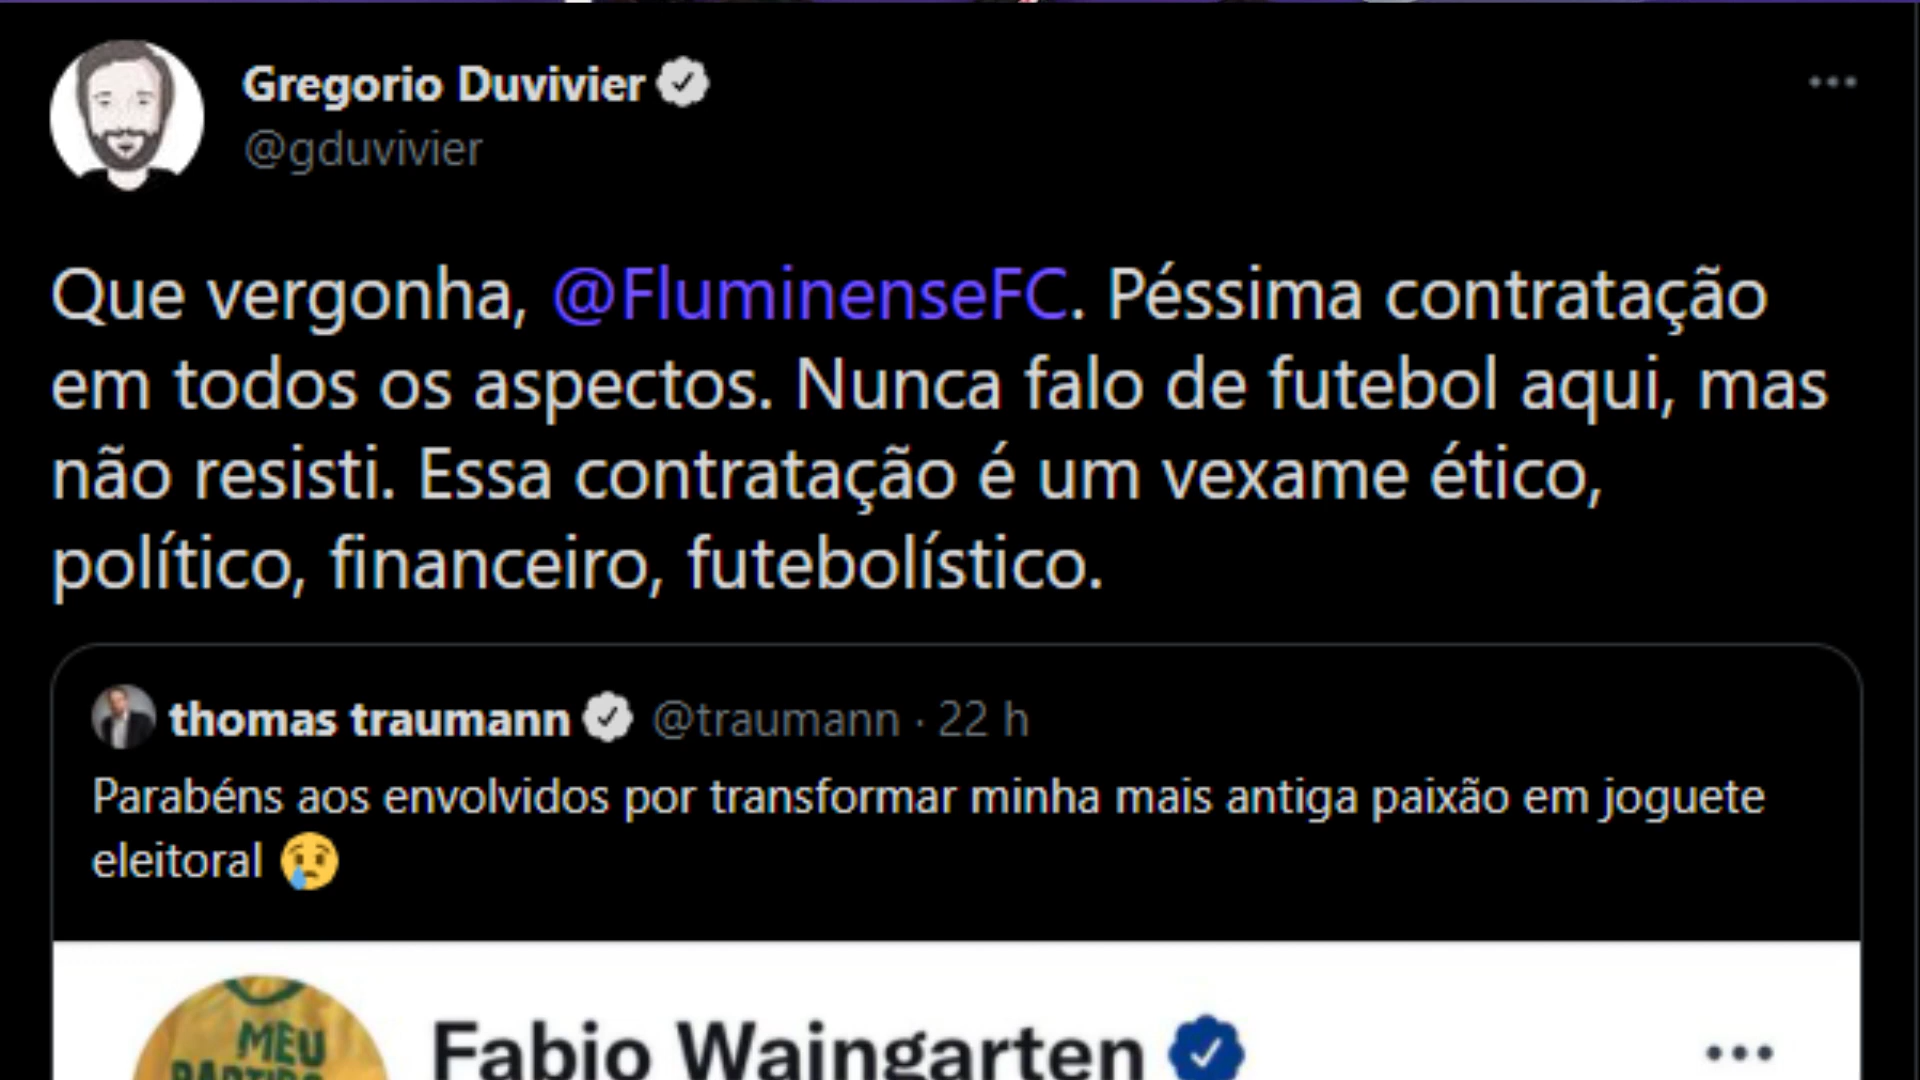 Gregorio Duvivier
@gduvivier
Que vergonha, @FluminenseFC. Péssima contratação
em todos os aspectos. Nunca falo de futebol aqui, mas
não resisti. Essa contratação é um vexame ético,
político, financeiro, futebolístico.
thomas traumann @traumann · 22 h
Parabéns aos envolvidos por transformar minha mais antiga paixão em joguete
eleitoral 😢
MEU
PARTIDO
Fabio Waingarten